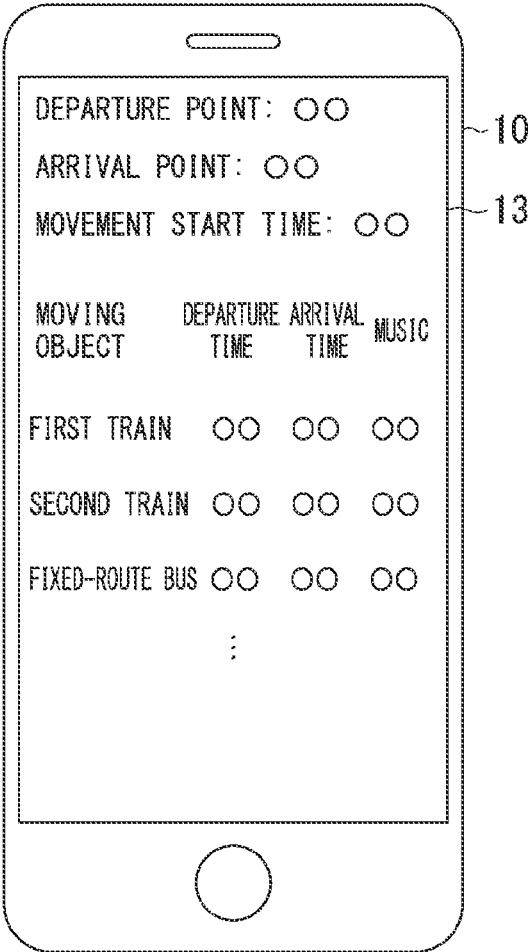 DEPARTURE POINT: ○○
10
ARRIVAL POINT: ○○
13
MOVEMENT START TIME: ○○
MOVING OBJECT DEPARTURE TIME ARRIVAL TIME MUSIC
FIRST TRAIN ○○ ○○ ○○
SECOND TRAIN ○○ ○○ ○○
FIXED-ROUTE BUS ○○ ○○ ○○
⋮